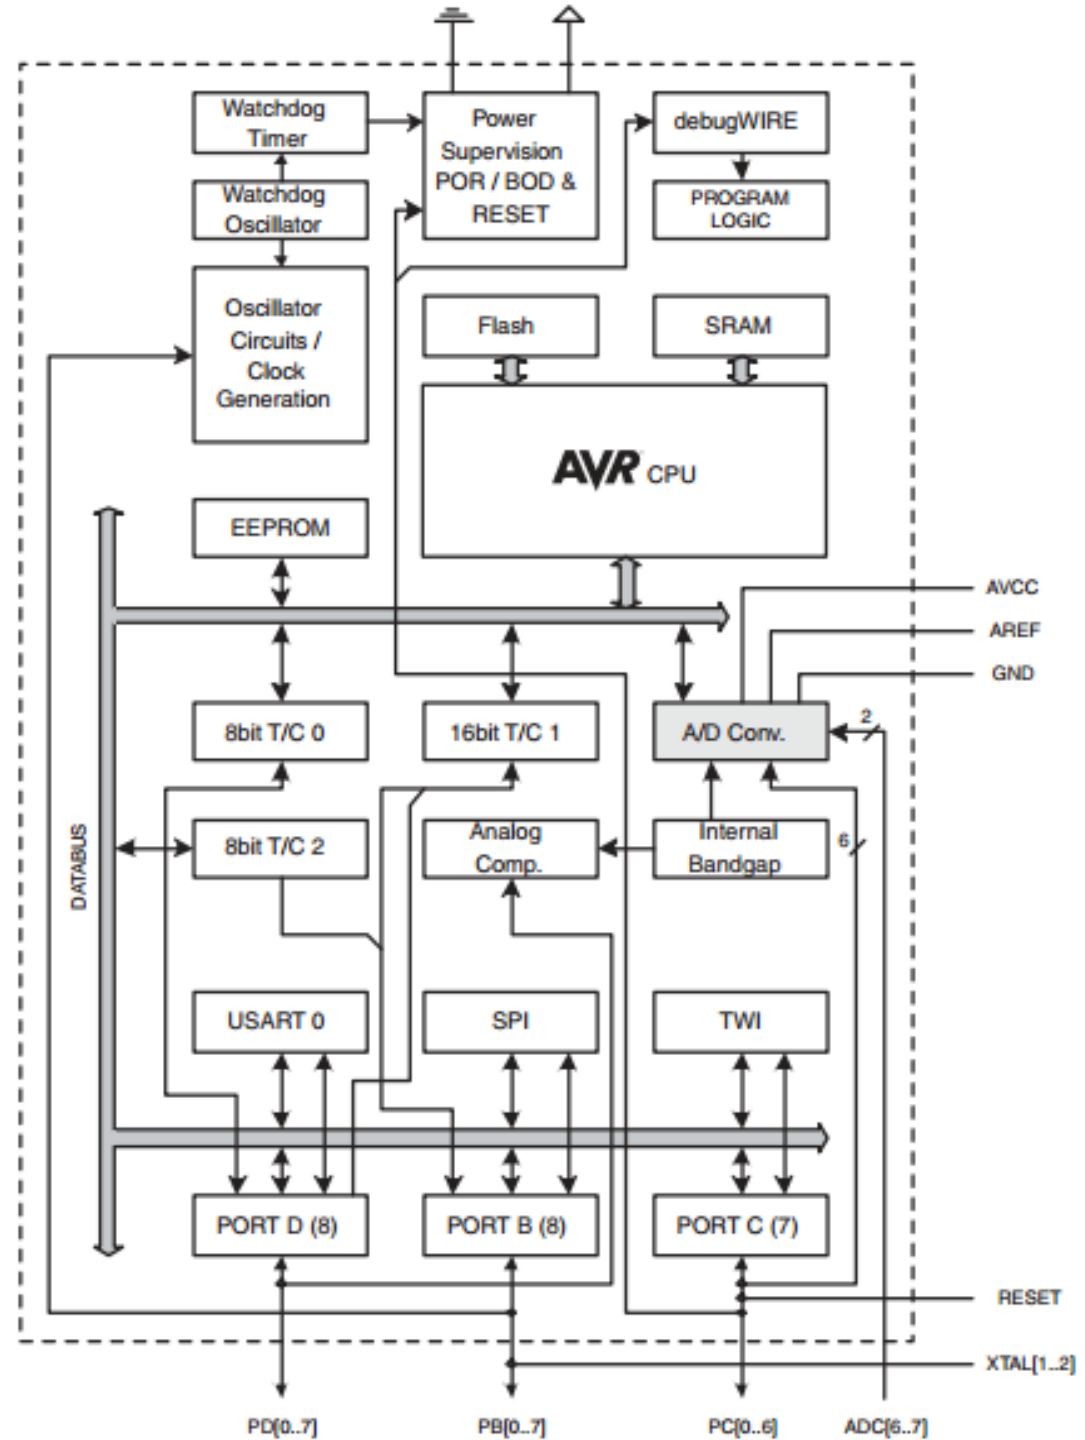 Watchdog
Timer
Power
Supervision
POR / BOD &
RESET
debugWIRE
Watchdog
Oscillator
PROGRAM
LOGIC
Oscillator
Circuits /
Clock
Generation
Flash
SRAM
AVR CPU
EEPROM
AVCC
AREF
GND
8bit T/C 0
16bit T/C 1
A/D Conv.
2
DATABUS
8bit T/C 2
Analog
Comp.
Internal
Bandgap
6
USART 0
SPI
TWI
PORT D (8)
PORT B (8)
PORT C (7)
RESET
XTAL[1..2]
PD[0..7]
PB[0..7]
PC[0..6]
ADC[6..7]